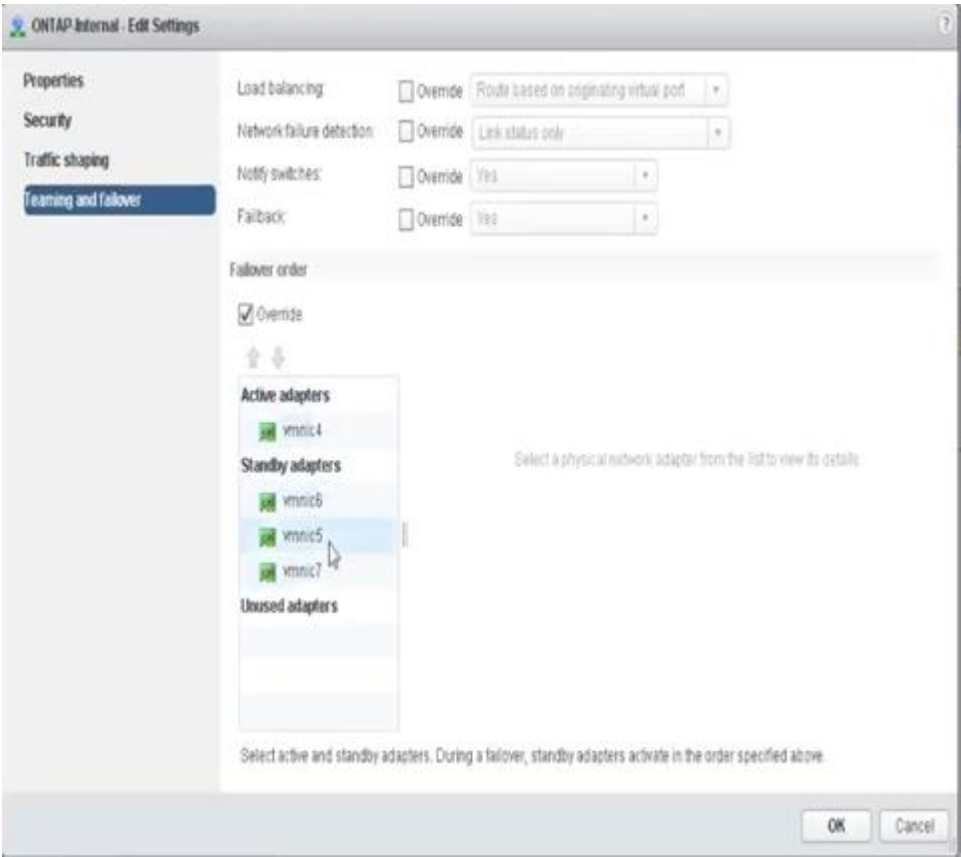 ONTAP-Internal - Edit Settings
?
Properties
Security
Traffic shaping
Teaming and failover
Load balancing:
Override
Route based on originating virtual port
Network failure detection:
Override
Link status only
Notify switches:
Override
Yes
Failback:
Override
Yes
Failover order
Override
Active adapters
vmnic4
Standby adapters
vmnic6
vmnic5
vmnic7
Unused adapters
Select a physical network adapter from the list to view its details.
Select active and standby adapters. During a failover, standby adapters activate in the order specified above.
OK
Cancel